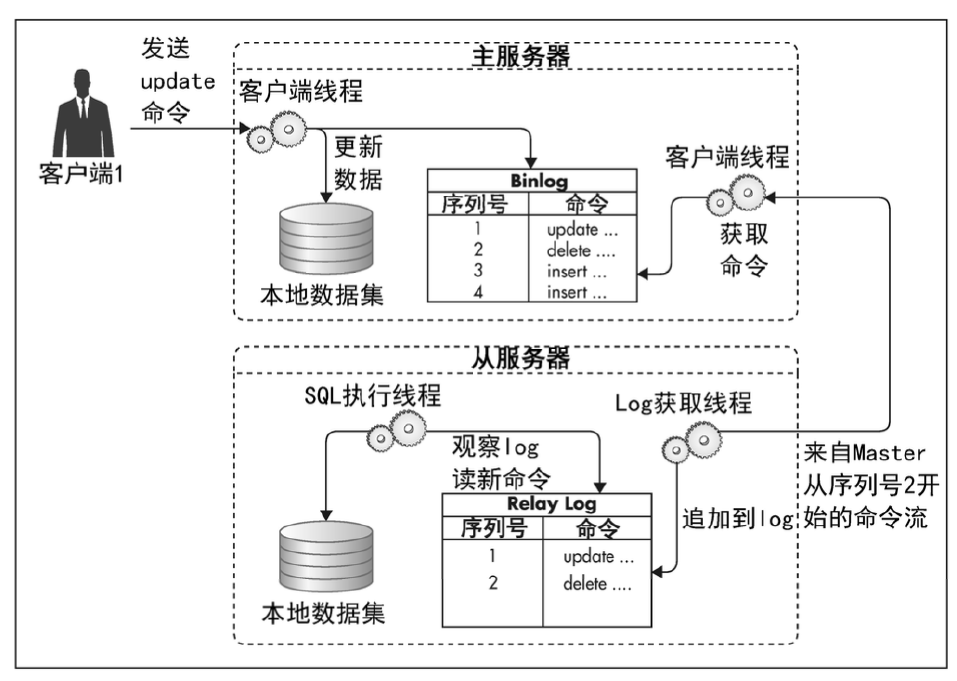 发送
update
命令
客户端1
主服务器
客户端线程
更新
数据
本地数据集
Binlog
序列号 命令
1 update ...
2 delete ....
3 insert ...
4 insert ...
客户端线程
获取
命令
从服务器
SQL执行线程
观察log
读新命令
本地数据集
Relay Log
序列号 命令
1 update ...
2 delete ....
Log获取线程
追加到log
来自Master
从序列号2开
始的命令流